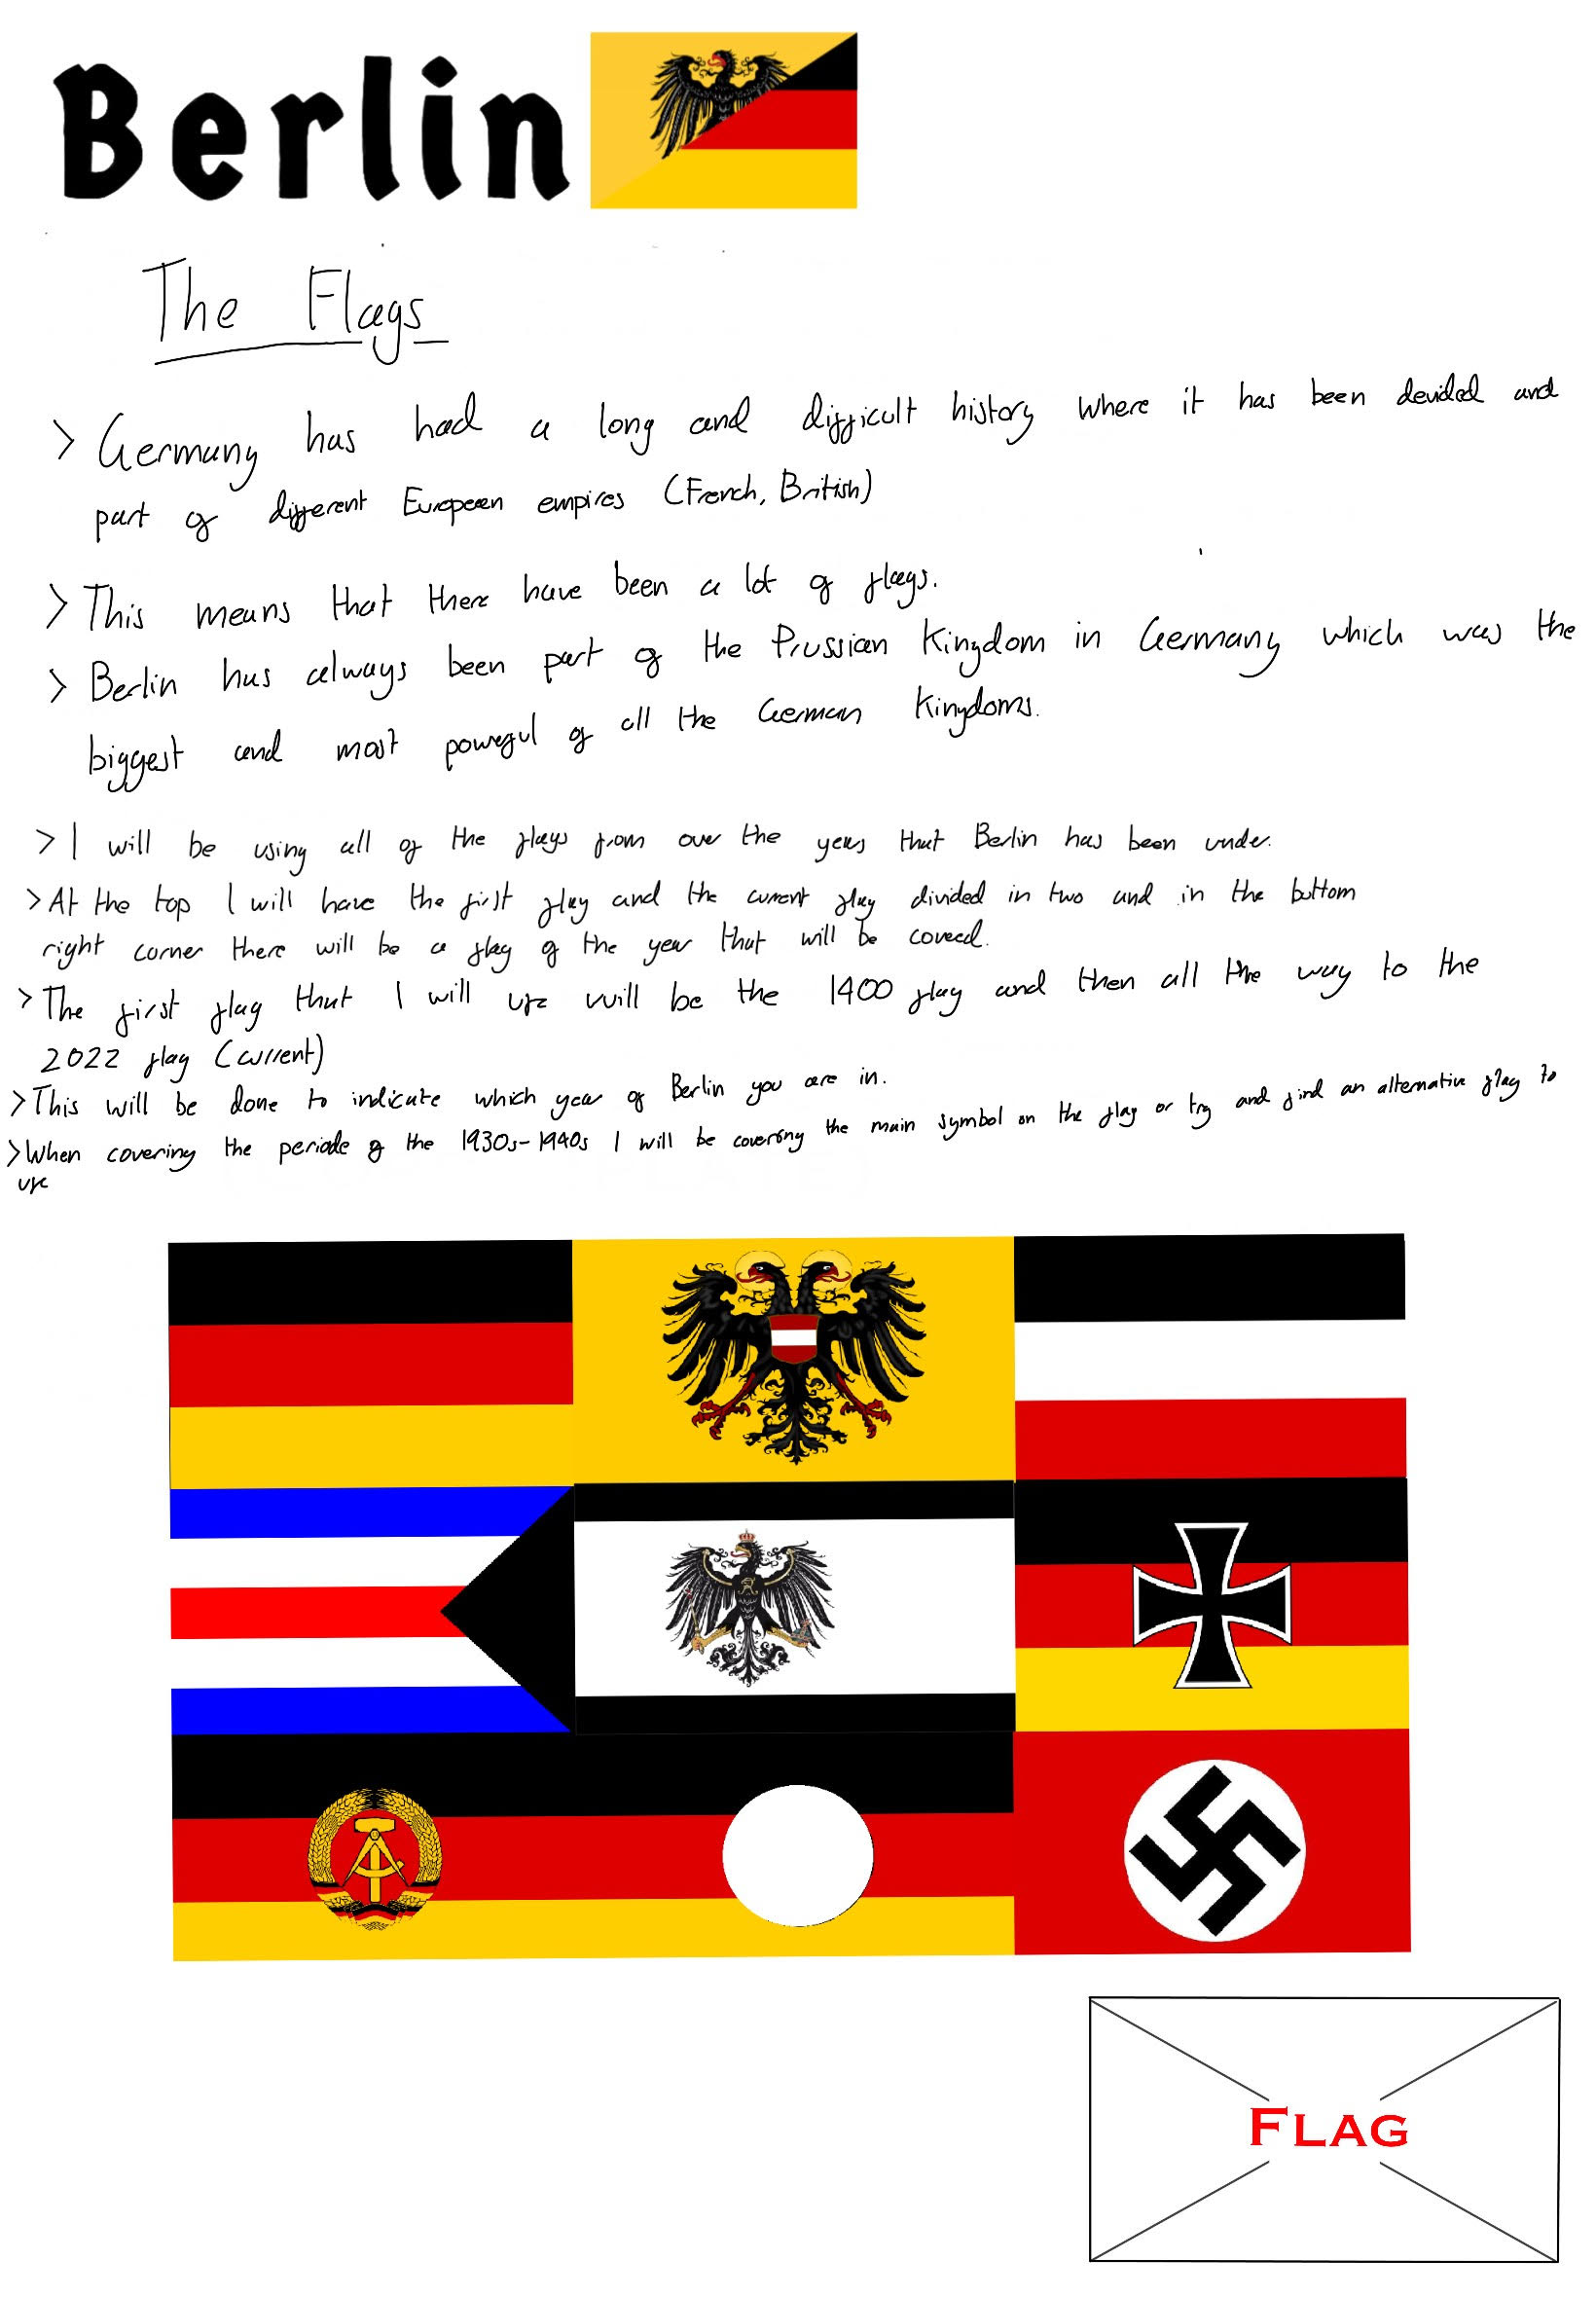 Berlin
The Flags
> Germany has had a long and difficult history where it has been devided and
part of different European empires (French, British)
> This means that there have been a lot of flags.
> Berlin has always been part of the Prussian Kingdom in Germany which was the
biggest and most powerful of all the German Kingdoms.
> I will be using all of the flags from over the years that Berlin has been under.
> At the top I will have the first flag and the current flag divided in two and in the bottom
right corner there will be a flag of the year that will be covered.
> The first flag that I will use will be the 1400 flag and then all the way to the
2022 flag (current)
> This will be done to indicate which year of Berlin you are in.
> When covering the periode of the 1930s-1940s I will be covering the main symbol on the flag or try and find an alternative flag to
use
FLAG